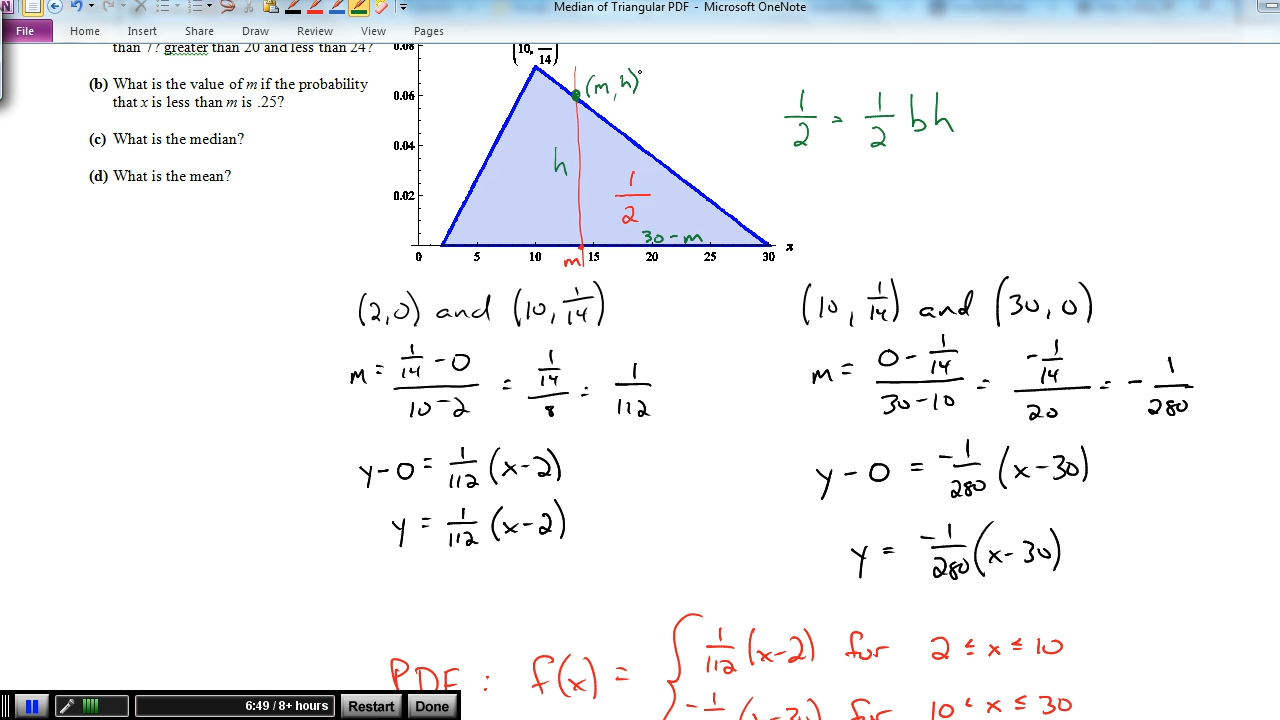 Median of Triangular PDF - Microsoft OneNote
File Home Insert Share Draw Review View Pages
than 7? greater than 20 and less than 24?
(b) What is the value of m if the probability
that x is less than m is .25?
(c) What is the median?
(d) What is the mean?
0.08
0.06
0.04
0.02
(10, 1/14
(m, h)
h
1/2
30-m
0 5 10 15 20 25 30 x
m
1/2 = 1/2 bh
(2,0) and (10, 1/14)
m = (1/14 - 0)/(10-2) = (1/14)/8 = 1/112
y-0 = 1/112 (x-2)
y = 1/112 (x-2)
(10, 1/14) and (30, 0)
m = (0 - 1/14)/(30-10) = (-1/14)/20 = - 1/280
y - 0 = -1/280 (x-30)
y = -1/280 (x-30)
PDF : f(x) = { 1/112 (x-2) for 2 ≤ x ≤ 10
-1/ (x-30) for 10 < x ≤ 30
6:49 / 8+ hours
Restart
Done